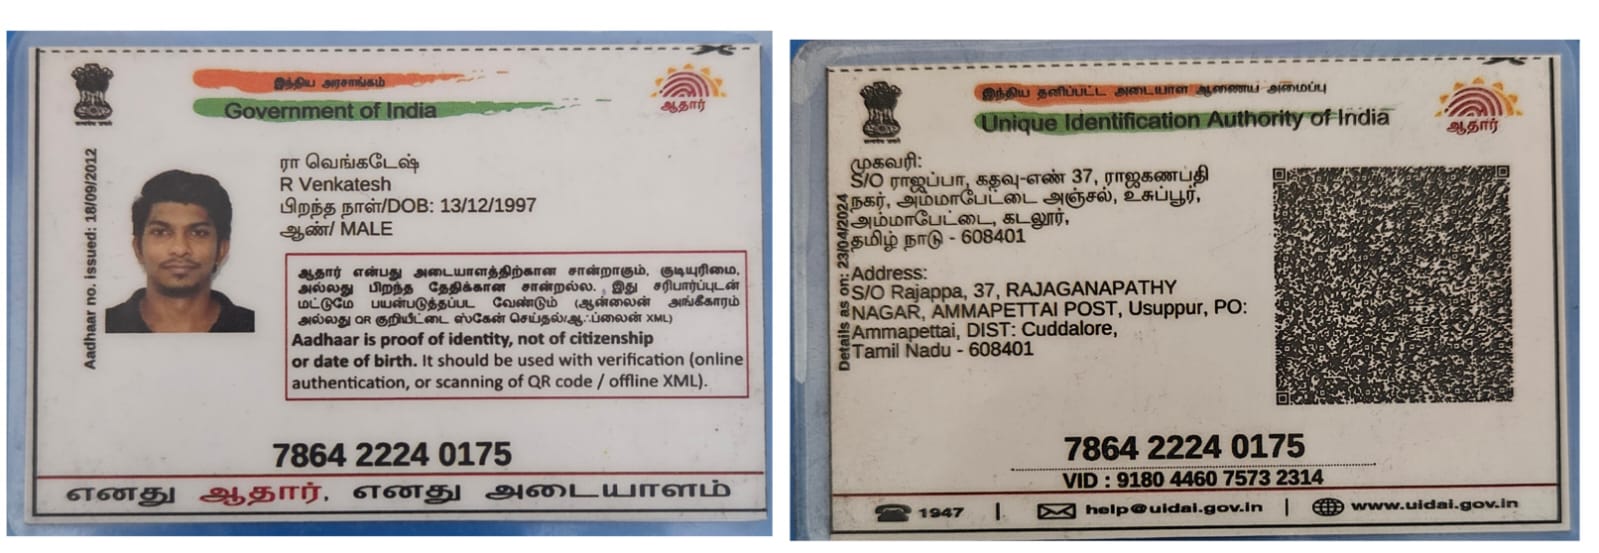 இந்திய அரசாங்கம்
Government of India
ஆதார்
Aadhaar no. issued: 18/09/2012
ரா வெங்கடேஷ்
R Venkatesh
பிறந்த நாள்/DOB: 13/12/1997
ஆண்/ MALE
ஆதார் என்பது அடையாளத்திற்கான சான்றாகும், குடியுரிமை,
அல்லது பிறந்த தேதிக்கான சான்றல்ல. இது சரிபார்ப்புடன்
மட்டுமே பயன்படுத்தப்பட வேண்டும் (ஆன்லைன் அங்கீகாரம்
அல்லது QR குறியீட்டை ஸ்கேன் செய்தல்/ஆஃப்லைன் XML)
Aadhaar is proof of identity, not of citizenship
or date of birth. It should be used with verification (online
authentication, or scanning of QR code / offline XML).
7864 2224 0175
எனது ஆதார், எனது அடையாளம்
இந்திய தனிப்பட்ட அடையாள ஆணைய அமைப்பு
Unique Identification Authority of India
ஆதார்
Details as on: 23/04/2024
முகவரி:
S/O ராஜப்பா, கதவு-எண் 37, ராஜகணபதி
நகர், அம்மாபேட்டை அஞ்சல், உசுப்பூர்,
அம்மாபேட்டை, கடலூர்,
தமிழ் நாடு - 608401
Address:
S/O Rajappa, 37, RAJAGANAPATHY
NAGAR, AMMAPETTAI POST, Usuppur, PO:
Ammapettai, DIST: Cuddalore,
Tamil Nadu - 608401
7864 2224 0175
VID : 9180 4460 7573 2314
1947 | help@uidai.gov.in | www.uidai.gov.in